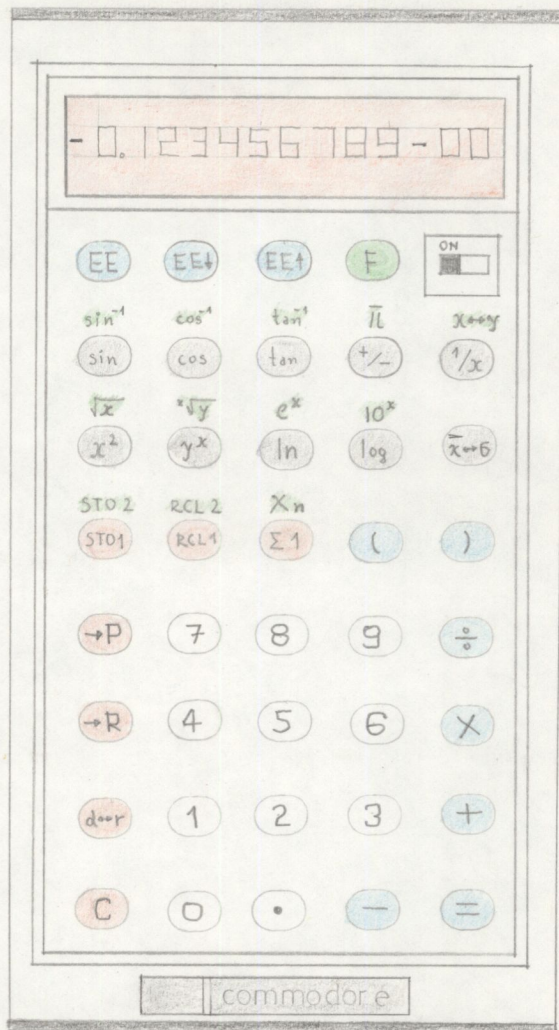 -0.123456789-00
EE EE↓ EE↑ F ON
sin⁻¹ cos⁻¹ tan⁻¹ π x↔y
sin cos tan +/- 1/x
√x ˣ√y eˣ 10ˣ
x² yˣ ln log x̄↔6
STO 2 RCL 2 Xn
STO1 RCL1 Σ1 ( )
→P 7 8 9 ÷
→R 4 5 6 X
d↔r 1 2 3 +
C 0 . − =
commodore